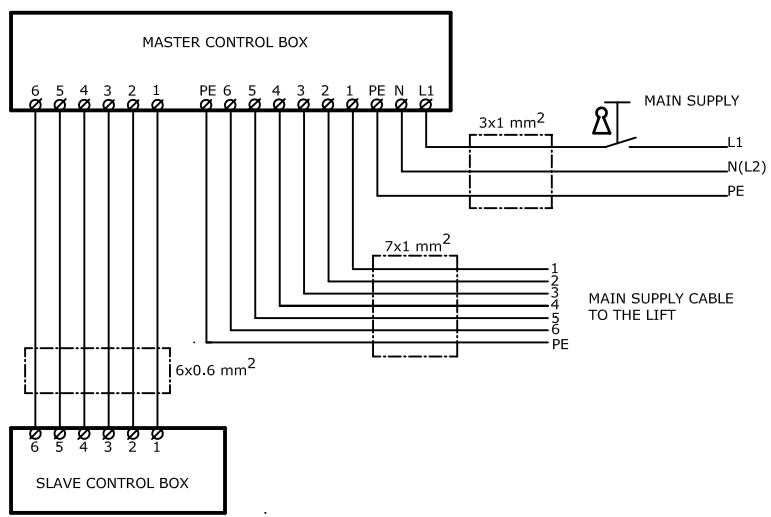 MASTER CONTROL BOX
6 5 4 3 2 1 PE 6 5 4 3 2 1 PE N L1
MAIN SUPPLY
3x1 mm²
L1
N(L2)
PE
7x1 mm²
1
2
3
4
5
6
PE
MAIN SUPPLY CABLE
TO THE LIFT
6x0.6 mm²
6 5 4 3 2 1
SLAVE CONTROL BOX